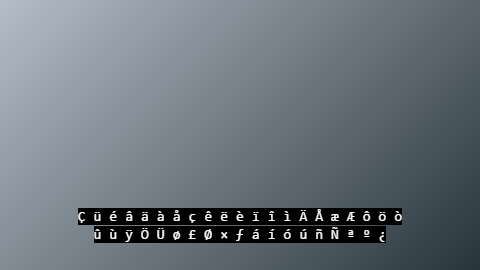 Ç ü é â ä à å ç ê ë è ï î ì Ä Å æ Æ ô ö ò
û ù ÿ Ö Ü ø £ Ø × ƒ á í ó ú ñ Ñ ª º ¿